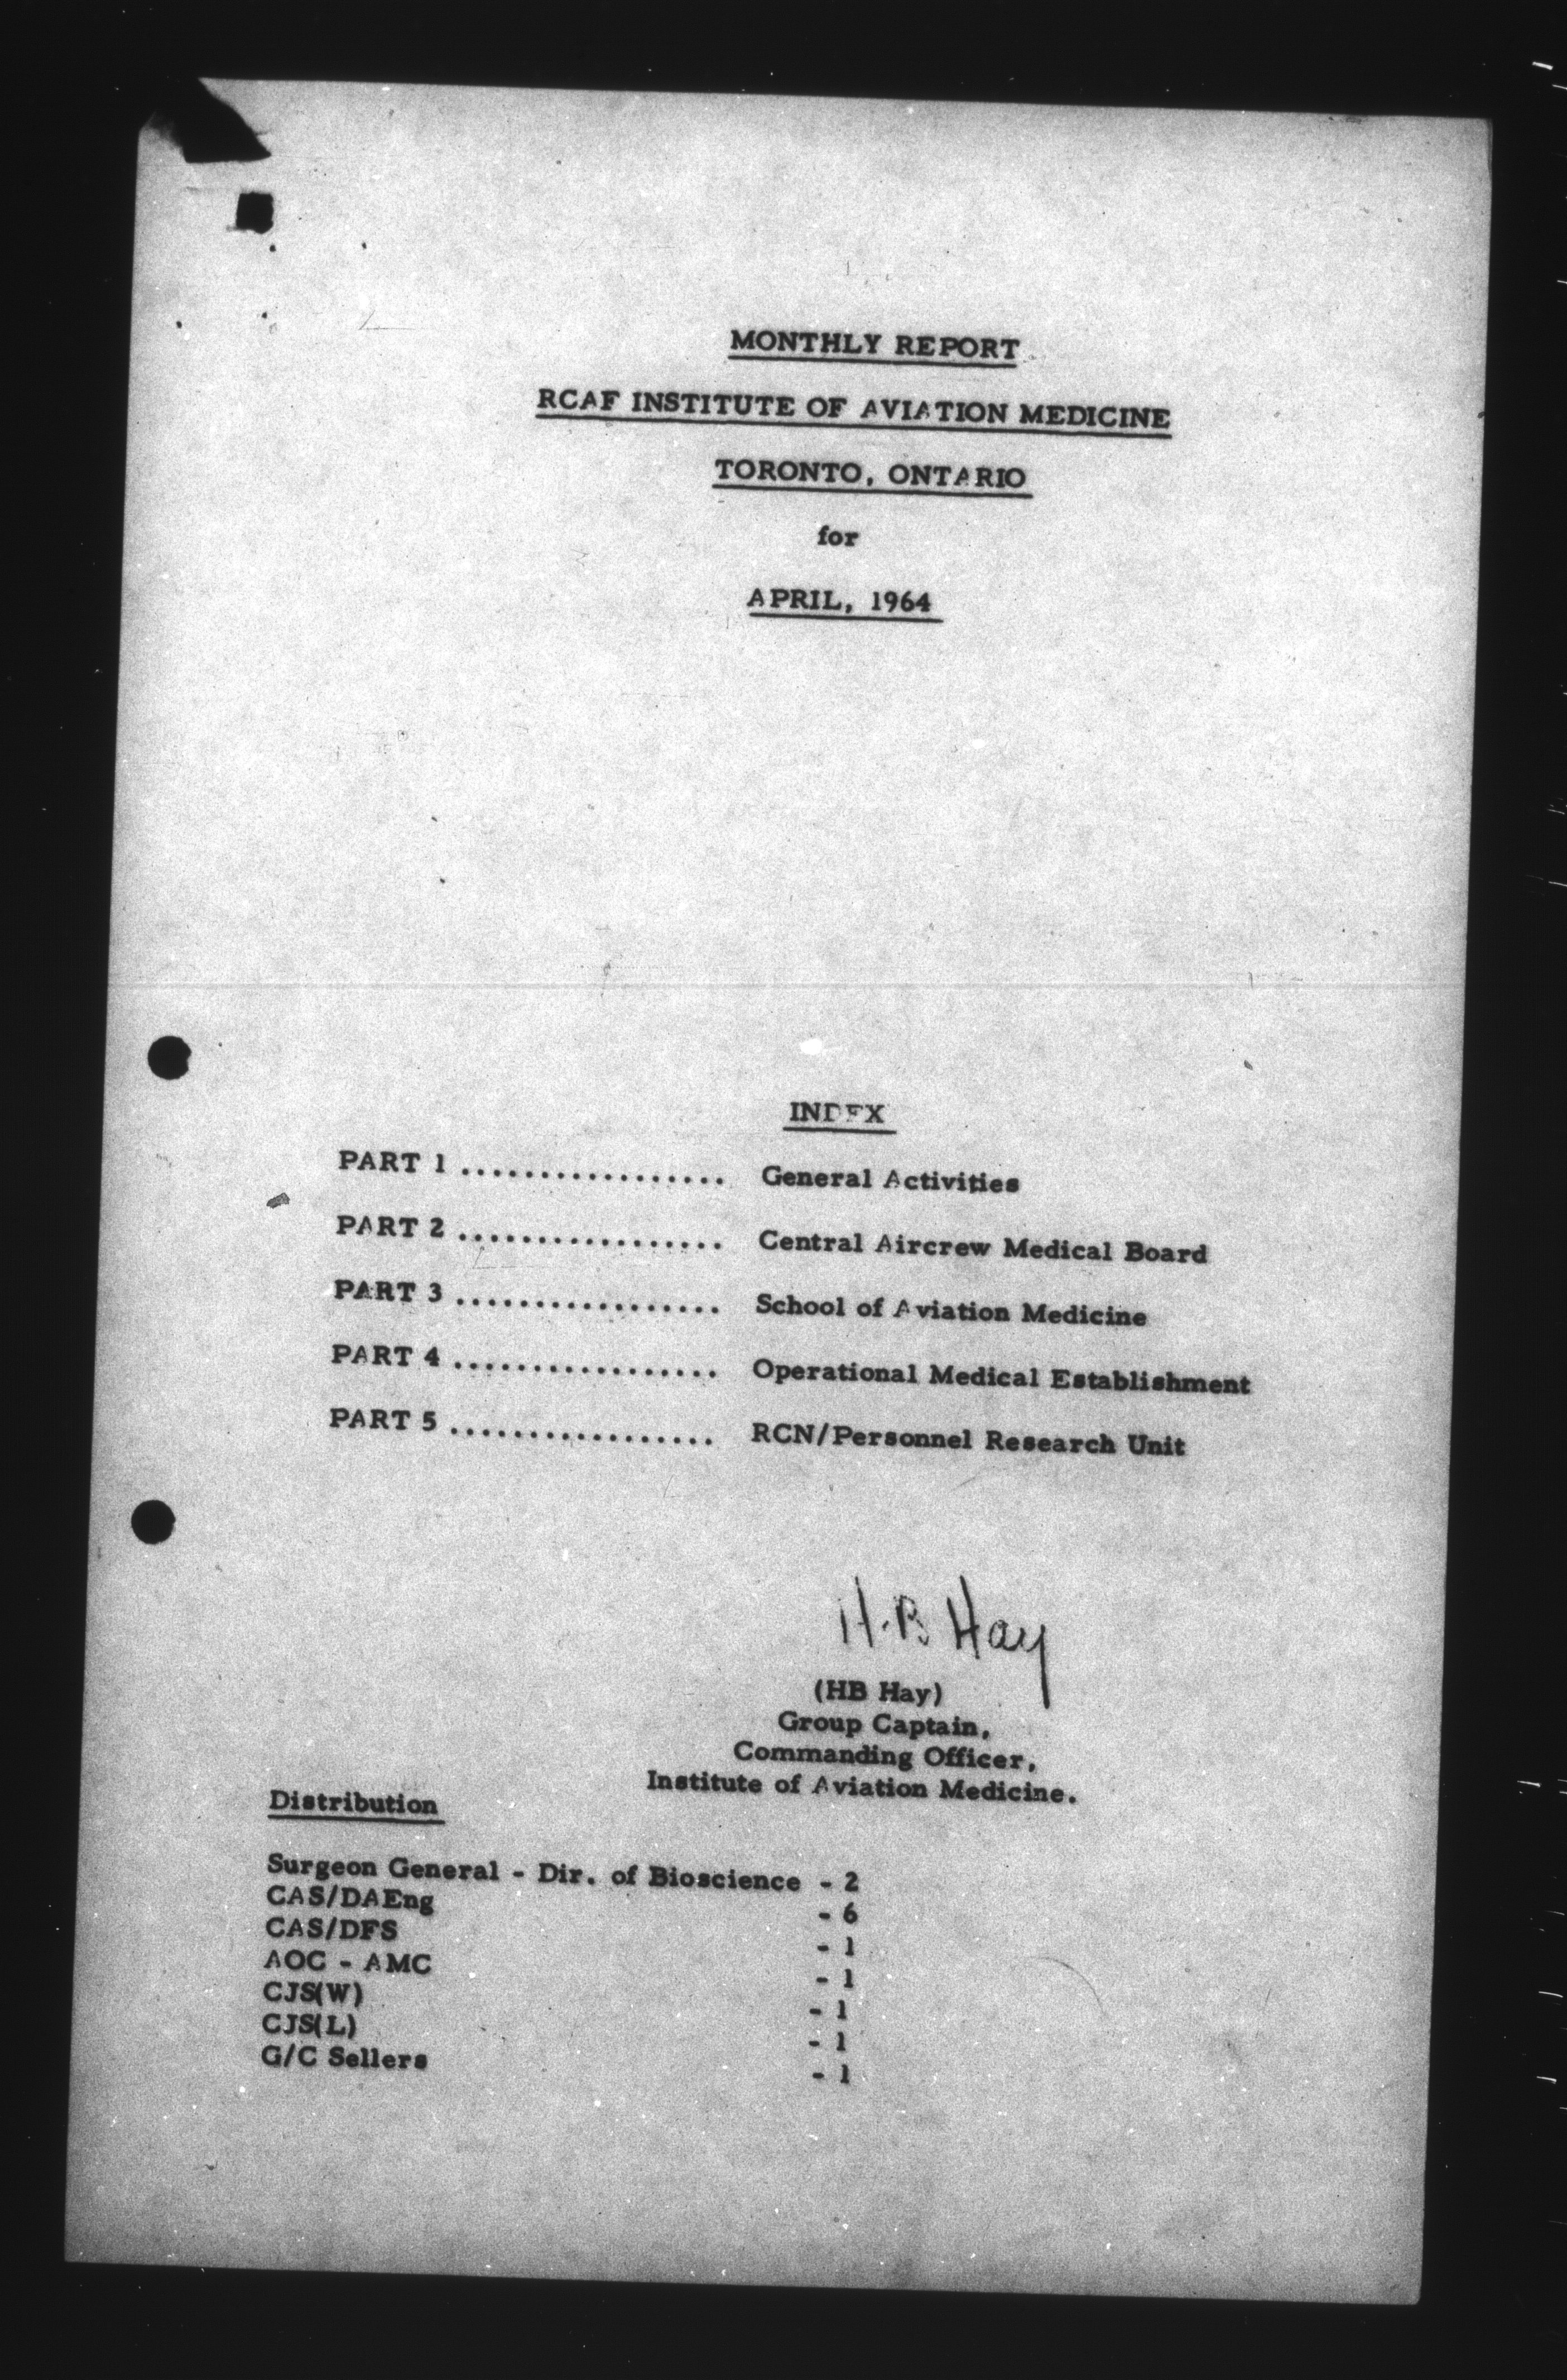 MONTHLY REPORT
RCAF INSTITUTE OF AVIATION MEDICINE
TORONTO, ONTARIO
for
APRIL, 1964
INDEX
PART 1 ................. General Activities
PART 2 ................. Central Aircrew Medical Board
PART 3 ................. School of Aviation Medicine
PART 4 ................. Operational Medical Establishment
PART 5 ................. RCN/Personnel Research Unit
H.B Hay
(HB Hay)
Group Captain,
Commanding Officer,
Institute of Aviation Medicine.
Distribution
Surgeon General - Dir. of Bioscience - 2
CAS/DAEng - 6
CAS/DFS - 1
AOC - AMC - 1
CJS(W) - 1
CJS(L) - 1
G/C Sellers - 1